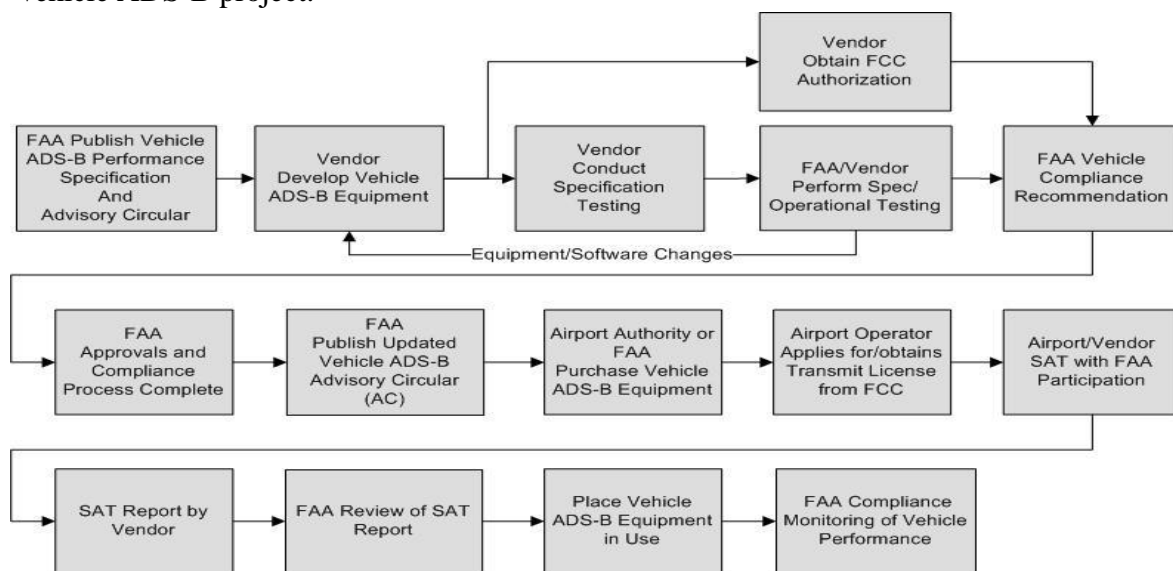 Vehicle ADS-B project.
Vendor
Obtain FCC
Authorization
FAA Publish Vehicle
ADS-B Performance
Specification
And
Advisory Circular
Vendor
Develop Vehicle
ADS-B Equipment
Vendor
Conduct
Specification
Testing
FAA/Vendor
Perform Spec/
Operational Testing
FAA Vehicle
Compliance
Recommendation
Equipment/Software Changes
FAA
Approvals and
Compliance
Process Complete
FAA
Publish Updated
Vehicle ADS-B
Advisory Circular
(AC)
Airport Authority or
FAA
Purchase Vehicle
ADS-B Equipment
Airport Operator
Applies for/obtains
Transmit License
from FCC
Airport/Vendor
SAT with FAA
Participation
SAT Report by
Vendor
FAA Review of SAT
Report
Place Vehicle
ADS-B Equipment
in Use
FAA Compliance
Monitoring of Vehicle
Performance